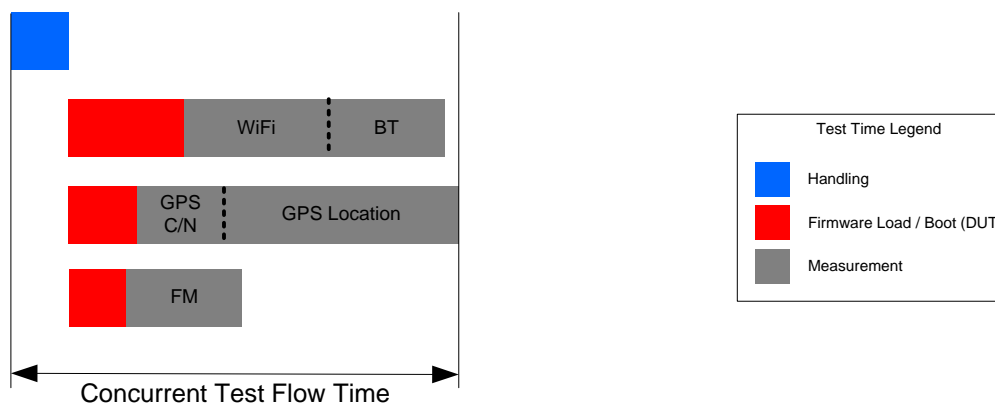 WiFi
BT
GPS
C/N
GPS Location
FM
Concurrent Test Flow Time
Test Time Legend
Handling
Firmware Load / Boot (DUT
Measurement